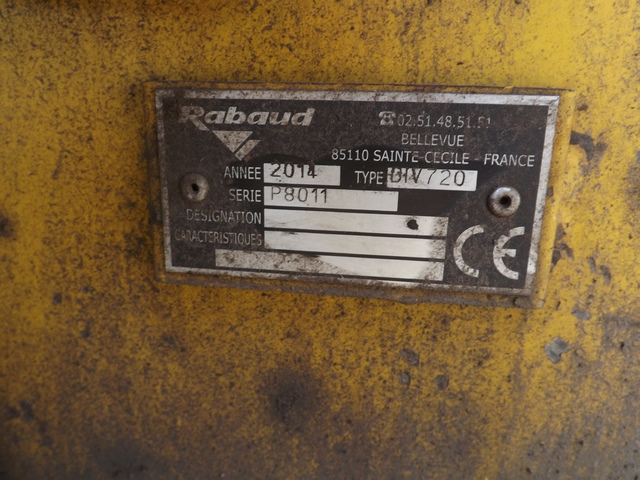 Rabaud
☎02.51.48.51.51
BELLEVUE
85110 SAINTE-CECILE - FRANCE
ANNEE 2014 TYPE BIV720
SERIE P8011
DESIGNATION
CARACTERISTIQUES
CE